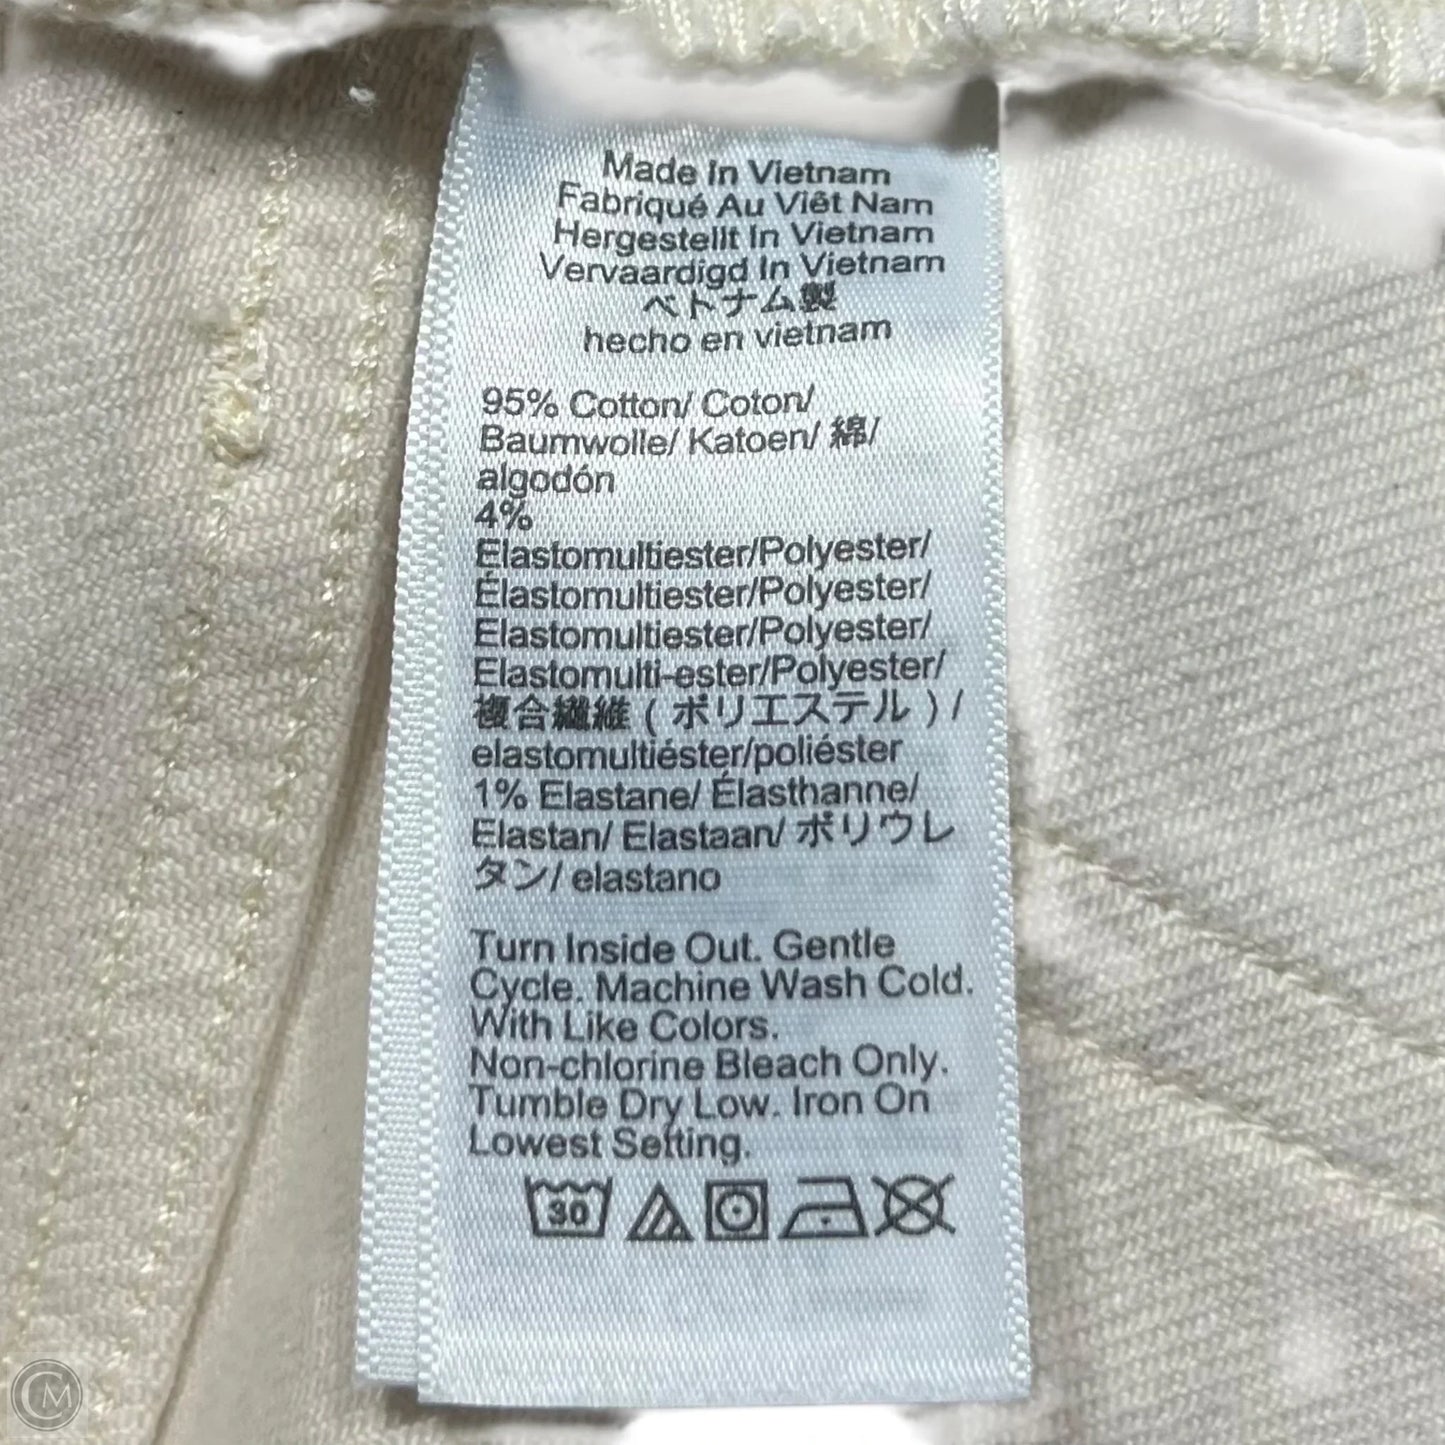 Made In Vietnam
Fabriqué Au Viêt Nam
Hergestellt In Vietnam
Vervaardigd In Vietnam
ベトナム製
hecho en vietnam
95% Cotton/ Coton/
Baumwolle/ Katoen/ 綿/
algodón
4%
Elastomultiester/Polyester/
Élastomultiester/Polyester/
Elastomultiester/Polyester/
Elastomulti-ester/Polyester/
複合繊維 ( ポリエステル ) /
elastomultiéster/poliéster
1% Elastane/ Élasthanne/
Elastan/ Elastaan/ ポリウレ
タン/ elastano
Turn Inside Out. Gentle
Cycle. Machine Wash Cold.
With Like Colors.
Non-chlorine Bleach Only.
Tumble Dry Low. Iron On
Lowest Setting.
30
CM